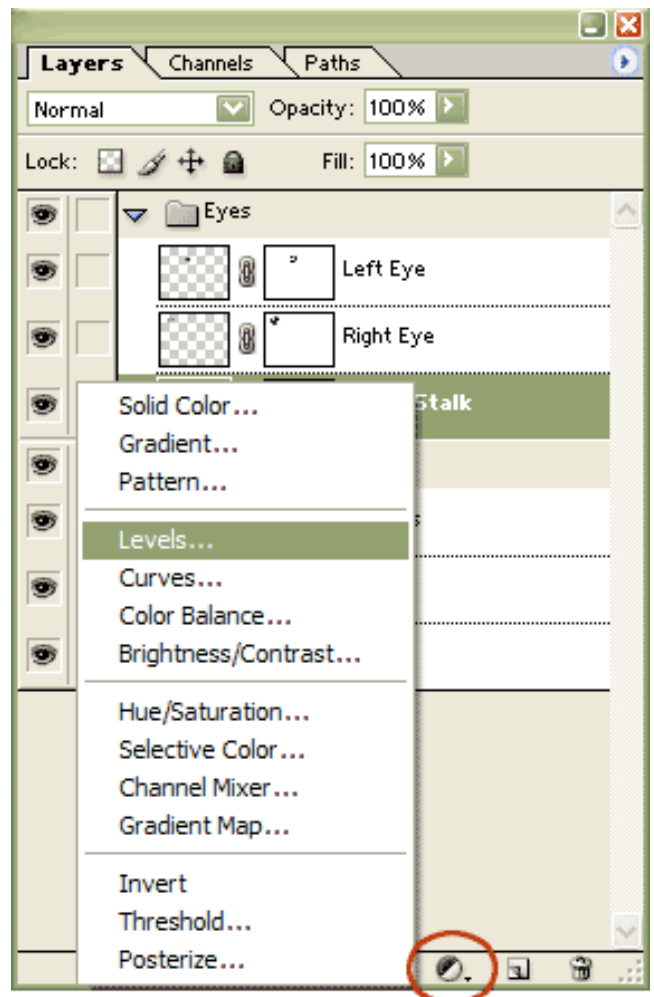 Layers Channels Paths
Normal Opacity: 100%
Lock: Fill: 100%
Eyes
Left Eye
Right Eye
Stalk
Solid Color...
Gradient...
Pattern...
Levels...
Curves...
Color Balance...
Brightness/Contrast...
Hue/Saturation...
Selective Color...
Channel Mixer...
Gradient Map...
Invert
Threshold...
Posterize...